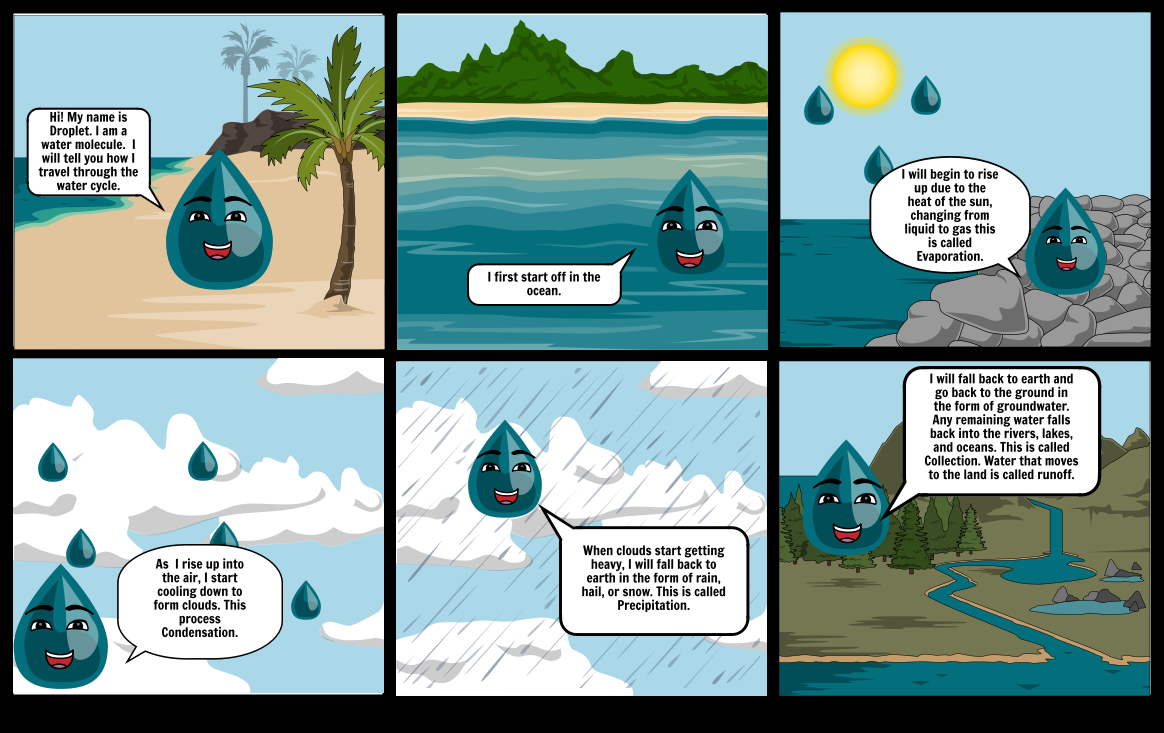 Hi! My name is
Droplet. I am a
water molecule.  I
will tell you how I
travel through the
water cycle.
I first start off in the
ocean.
I will begin to rise
up due to the
heat of the sun,
changing from
liquid to gas this
is called
Evaporation.
As  I rise up into
the air, I start
cooling down to
form clouds. This
process
Condensation.
When clouds start getting
heavy, I will fall back to
earth in the form of rain,
hail, or snow. This is called
Precipitation.
I will fall back to earth and
go back to the ground in
the form of groundwater.
Any remaining water falls
back into the rivers, lakes,
and oceans. This is called
Collection. Water that moves
to the land is called runoff.